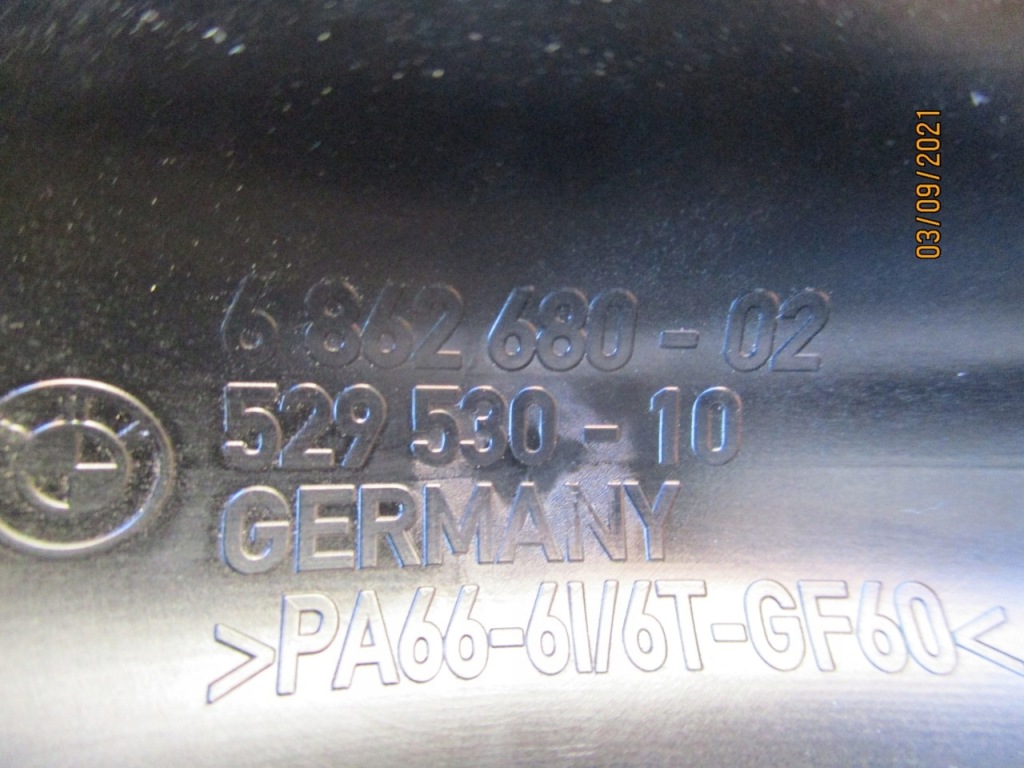 6 862 680 - 02
529 530 - 10
GERMANY
>PA66-6I/6T-GF60<
03/09/2021